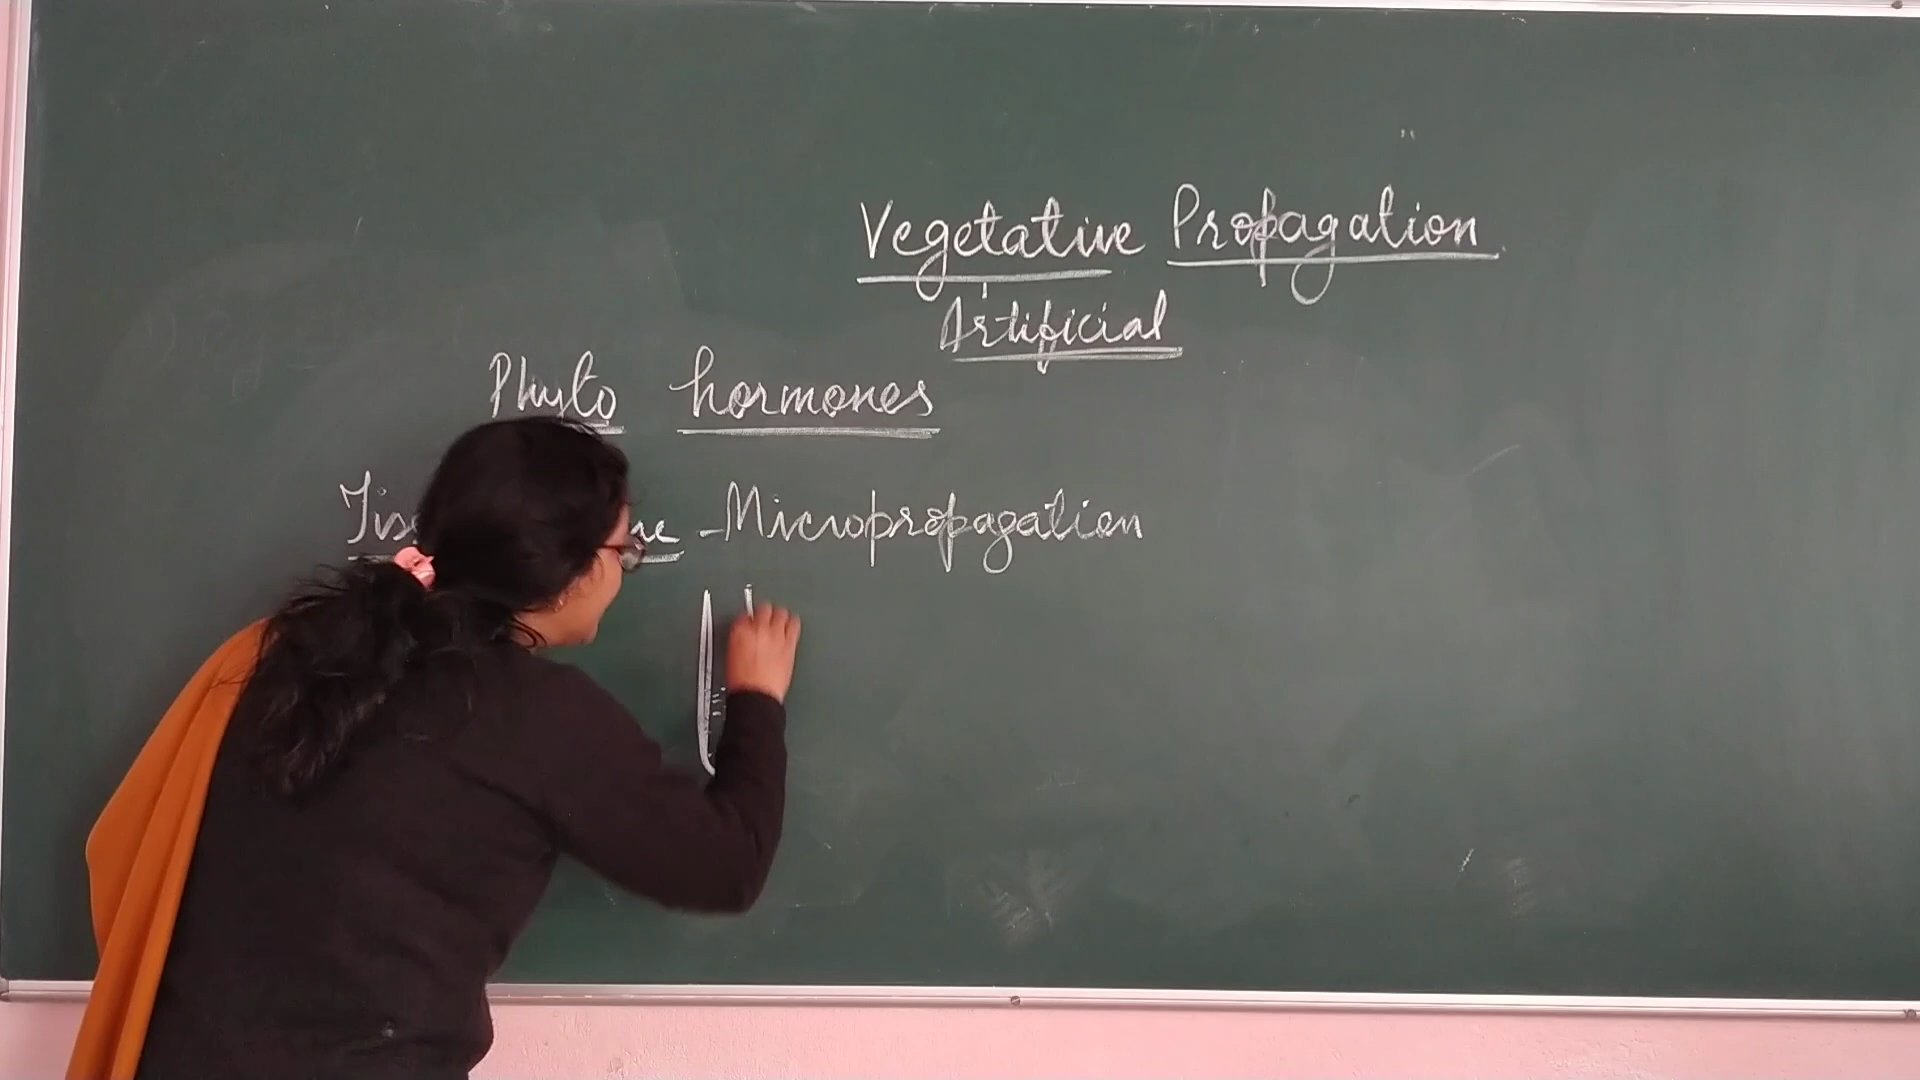 Vegetative Propagation
Artificial
Phyto hormones
- Micropropagation